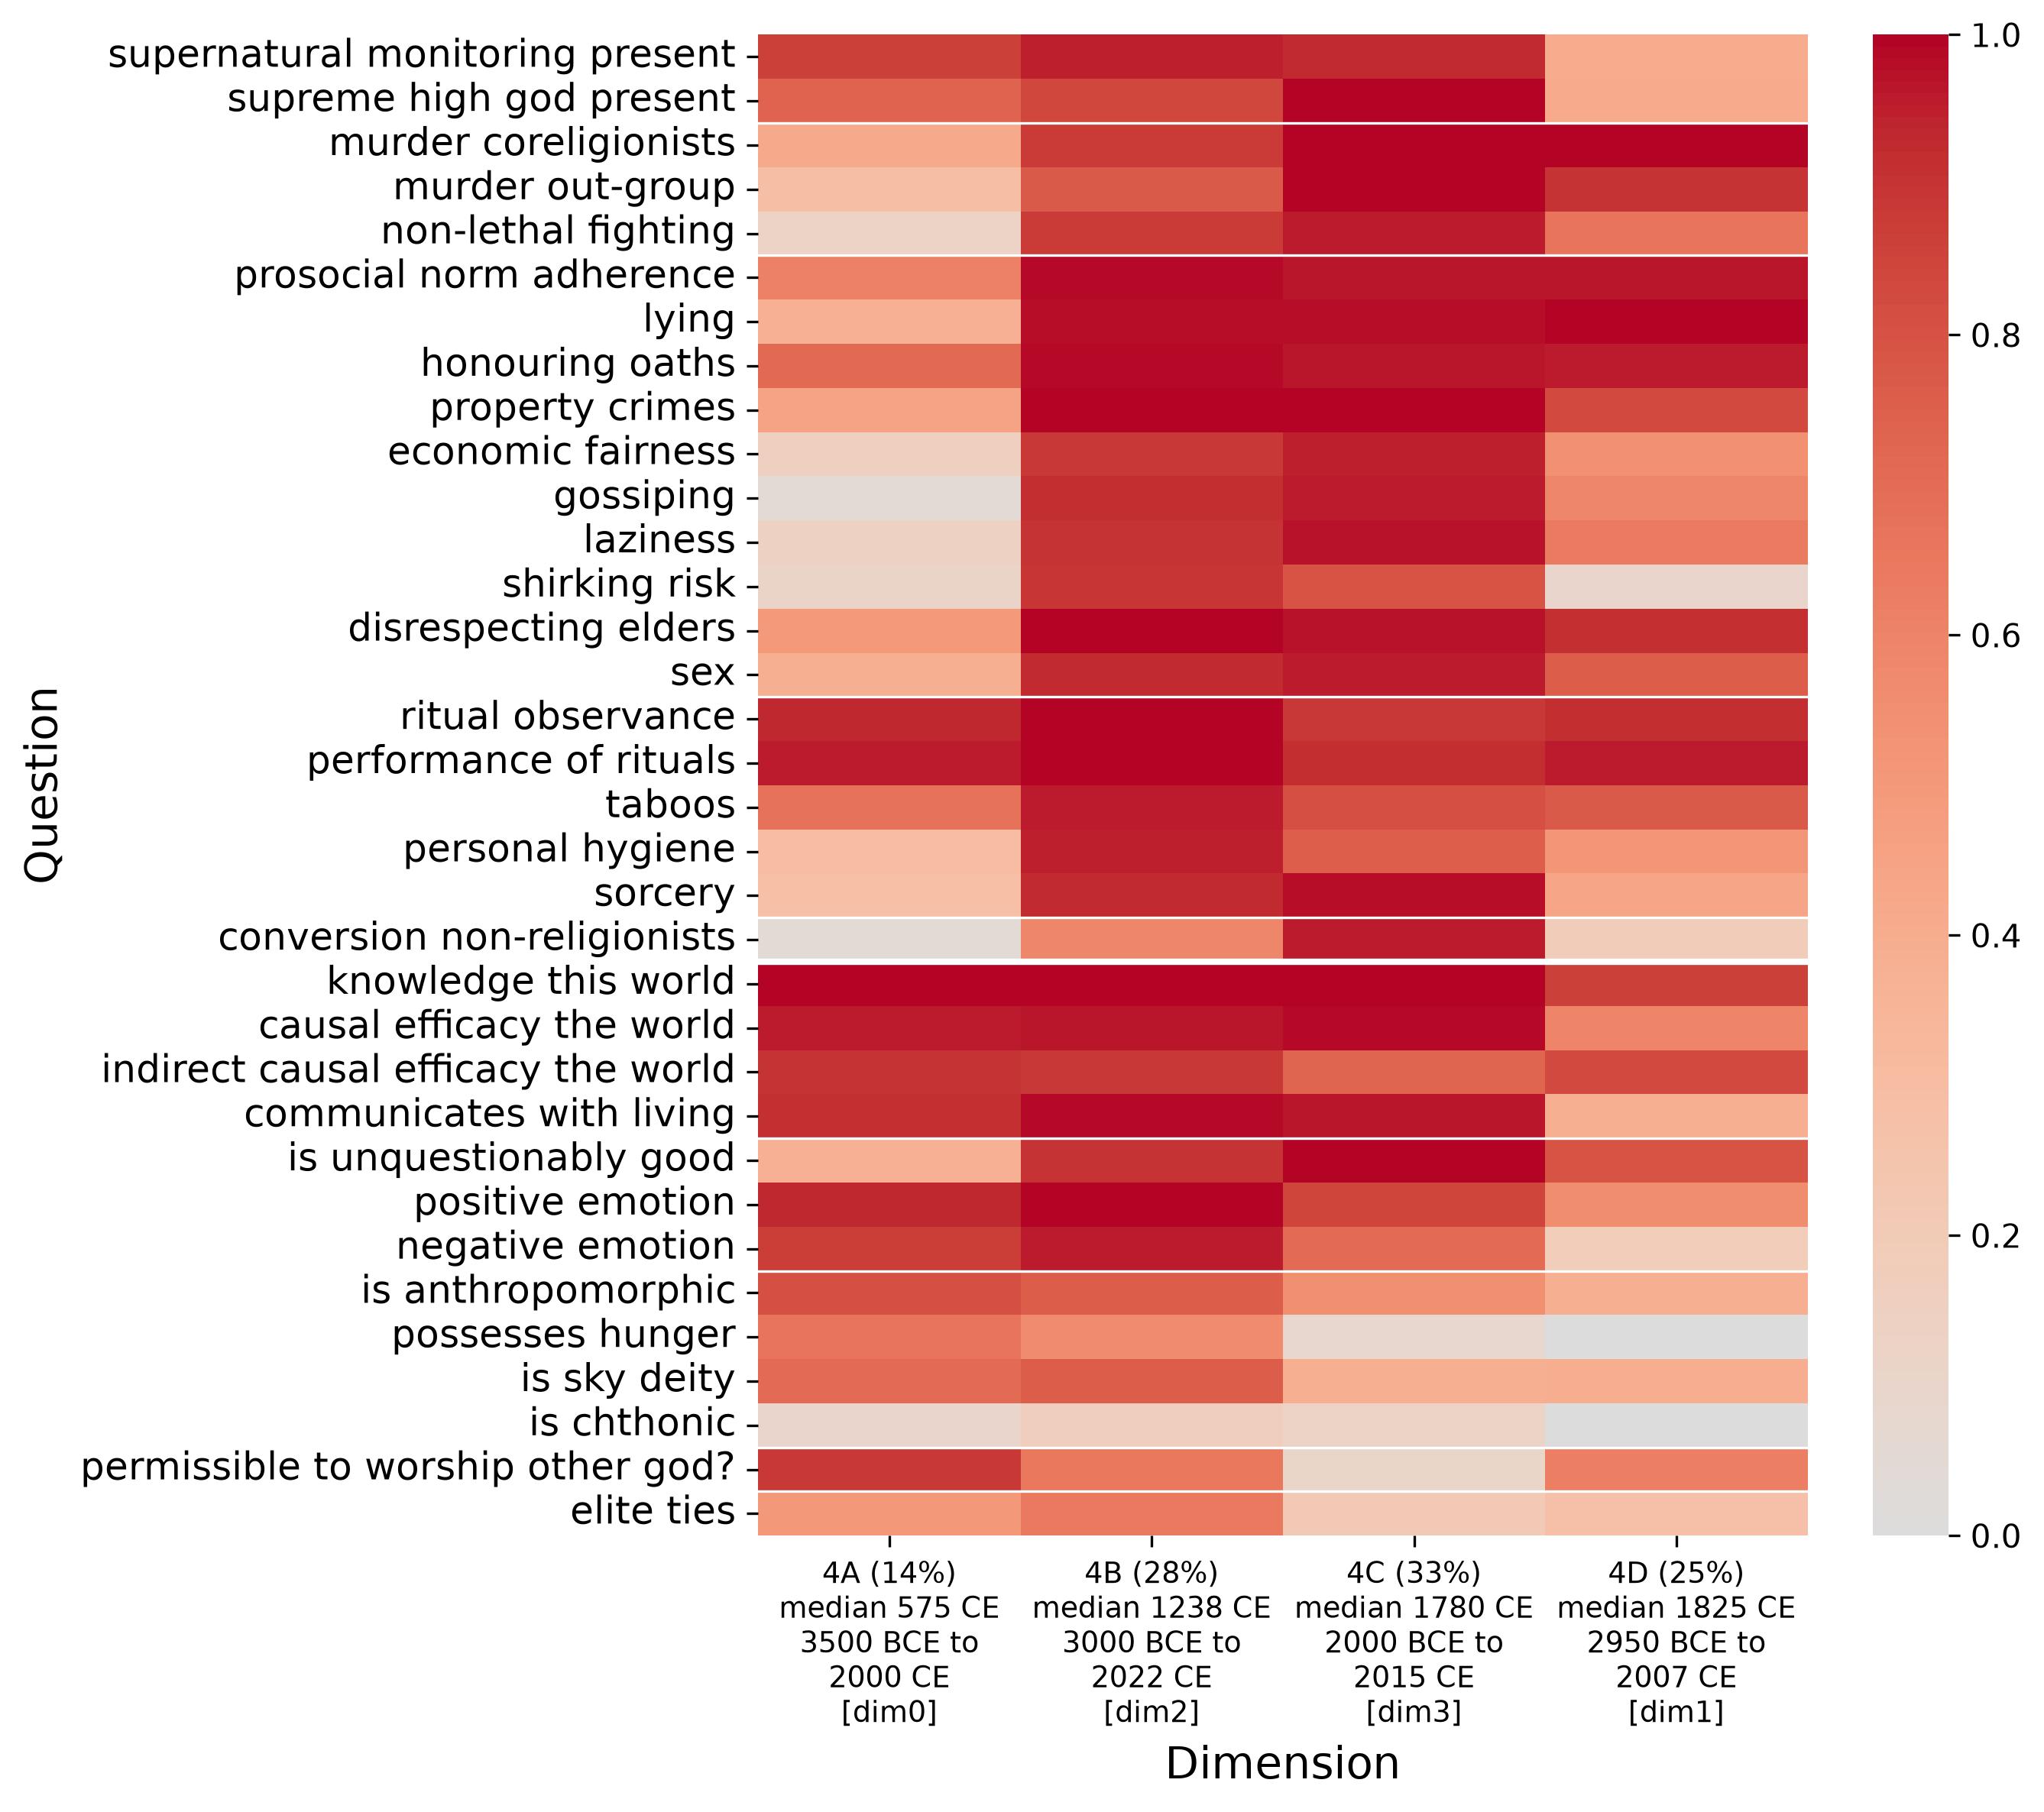 supernatural monitoring present
supreme high god present
murder coreligionists
murder out-group
non-lethal fighting
prosocial norm adherence
lying
honouring oaths
property crimes
economic fairness
gossiping
laziness
shirking risk
disrespecting elders
sex
ritual observance
performance of rituals
taboos
personal hygiene
sorcery
conversion non-religionists
knowledge this world
causal efficacy the world
indirect causal efficacy the world
communicates with living
is unquestionably good
positive emotion
negative emotion
is anthropomorphic
possesses hunger
is sky deity
is chthonic
permissible to worship other god?
elite ties
Question
4A (14%)
median 575 CE
3500 BCE to
2000 CE
[dim0]
4B (28%)
median 1238 CE
3000 BCE to
2022 CE
[dim2]
4C (33%)
median 1780 CE
2000 BCE to
2015 CE
[dim3]
4D (25%)
median 1825 CE
2950 BCE to
2007 CE
[dim1]
Dimension
1.0
0.8
0.6
0.4
0.2
0.0